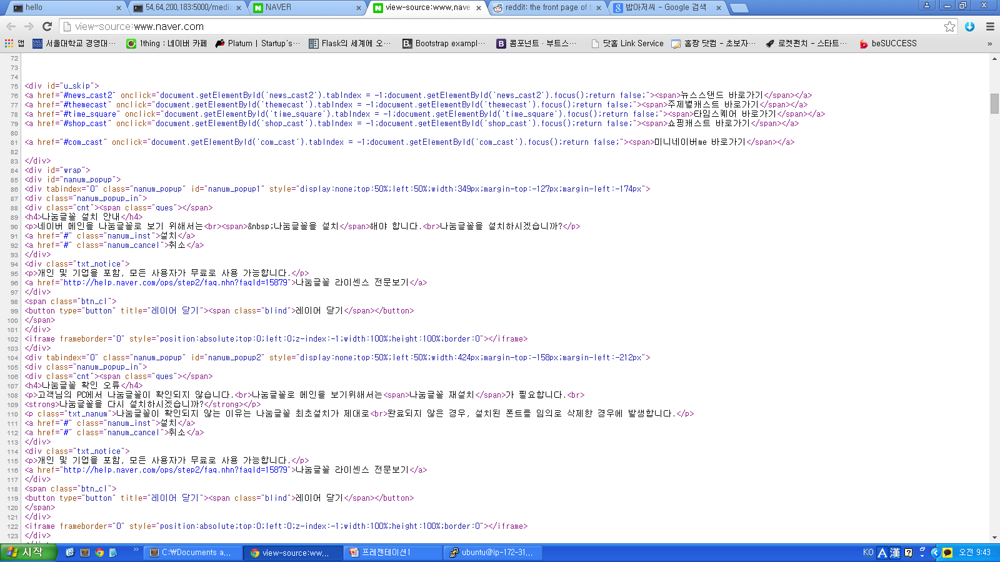 hello
54,64,200,183:5000/media
NAVER
view-source:www.nave
reddit: the front page of t
밥아저씨 - Google 검색
view-source:www.naver.com
앱
서울대학교 경영대…
1thing : 네이버 카페
Platum | Startup's…
Flask의 세계에 오…
Bootstrap exampl…
콤포넌트 · 부트스…
닷홈 Link Service
홈짱 닷컴 - 초보자…
로켓펀치 - 스타트…
beSUCCESS
»
72
73
74
75 <div id="u_skip">
76 <a href="#news_cast2" onclick="document.getElementById('news_cast2').tabIndex = -1;document.getElementById('news_cast2').focus();return false;"><span>뉴스스탠드 바로가기</span></a>
77 <a href="#themecast" onclick="document.getElementById('themecast').tabIndex = -1;document.getElementById('themecast').focus();return false;"><span>주제별캐스트 바로가기</span></a>
78 <a href="#time_square" onclick="document.getElementById('time_square').tabIndex = -1;document.getElementById('time_square').focus();return false;"><span>타임스퀘어 바로가기</span></a>
79 <a href="#shop_cast" onclick="document.getElementById('shop_cast').tabIndex = -1;document.getElementById('shop_cast').focus();return false;"><span>쇼핑캐스트 바로가기</span></a>
80
81 <a href="#com_cast" onclick="document.getElementById('com_cast').tabIndex = -1;document.getElementById('com_cast').focus();return false;"><span>미니네이버me 바로가기</span></a>
82
83 </div>
84 <div id="wrap">
85 <div id="nanum_popup">
86 <div tabindex="0" class="nanum_popup" id="nanum_popup1" style="display:none;top:50%;left:50%;width:349px;margin-top:-127px;margin-left:-174px">
87 <div class="nanum_popup_in">
88 <div class="cnt"><span class="ques"></span>
89 <h4>나눔글꼴 설치 안내</h4>
90 <p>네이버 메인을 나눔글꼴로 보기 위해서는<br><span>&nbsp;나눔글꼴을 설치</span>해야 합니다.<br>나눔글꼴을 설치하시겠습니까?</p>
91 <a href="#" class="nanum_inst">설치</a>
92 <a href="#" class="nanum_cancel">취소</a>
93 </div>
94 <div class="txt_notice">
95 <p>개인 및 기업을 포함, 모든 사용자가 무료로 사용 가능합니다.</p>
96 <a href="http://help.naver.com/ops/step2/faq.nhn?faqId=15879">나눔글꼴 라이센스 전문보기</a>
97 </div>
98 <span class="btn_cl">
99 <button type="button" title="레이어 닫기"><span class="blind">레이어 닫기</span></button>
100 </span>
101 </div>
102 <iframe frameborder="0" style="position:absolute;top:0;left:0;z-index:-1;width:100%;height:100%;border:0"></iframe>
103 </div>
104 <div tabindex="0" class="nanum_popup" id="nanum_popup2" style="display:none;top:50%;left:50%;width:424px;margin-top:-158px;margin-left:-212px">
105 <div class="nanum_popup_in">
106 <div class="cnt"><span class="ques"></span>
107 <h4>나눔글꼴 확인 오류</h4>
108 <p>고객님의 PC에서 나눔글꼴이 확인되지 않습니다.<br>나눔글꼴로 메인을 보기위해서는<span>나눔글꼴 재설치</span>가 필요합니다.<br>
109 <strong>나눔글꼴을 다시 설치하시겠습니까?</strong></p>
110 <p class="txt_nanum">나눔글꼴이 확인되지 않는 이유는 나눔글꼴 최초설치가 제대로<br>완료되지 않은 경우, 설치된 폰트를 임의로 삭제한 경우에 발생합니다.</p>
111 <a href="#" class="nanum_inst">설치</a>
112 <a href="#" class="nanum_cancel">취소</a>
113 </div>
114 <div class="txt_notice">
115 <p>개인 및 기업을 포함, 모든 사용자가 무료로 사용 가능합니다.</p>
116 <a href="http://help.naver.com/ops/step2/faq.nhn?faqId=15879">나눔글꼴 라이센스 전문보기</a>
117 </div>
118 <span class="btn_cl">
119 <button type="button" title="레이어 닫기"><span class="blind">레이어 닫기</span></button>
120 </span>
121 </div>
122 <iframe frameborder="0" style="position:absolute;top:0;left:0;z-index:-1;width:100%;height:100%;border:0"></iframe>
123 </div>
시작
»
C:₩Documents a...
view-source:ww...
프레젠테이션1
ubuntu@ip-172-31...
KO
A
漢
오전 9:43